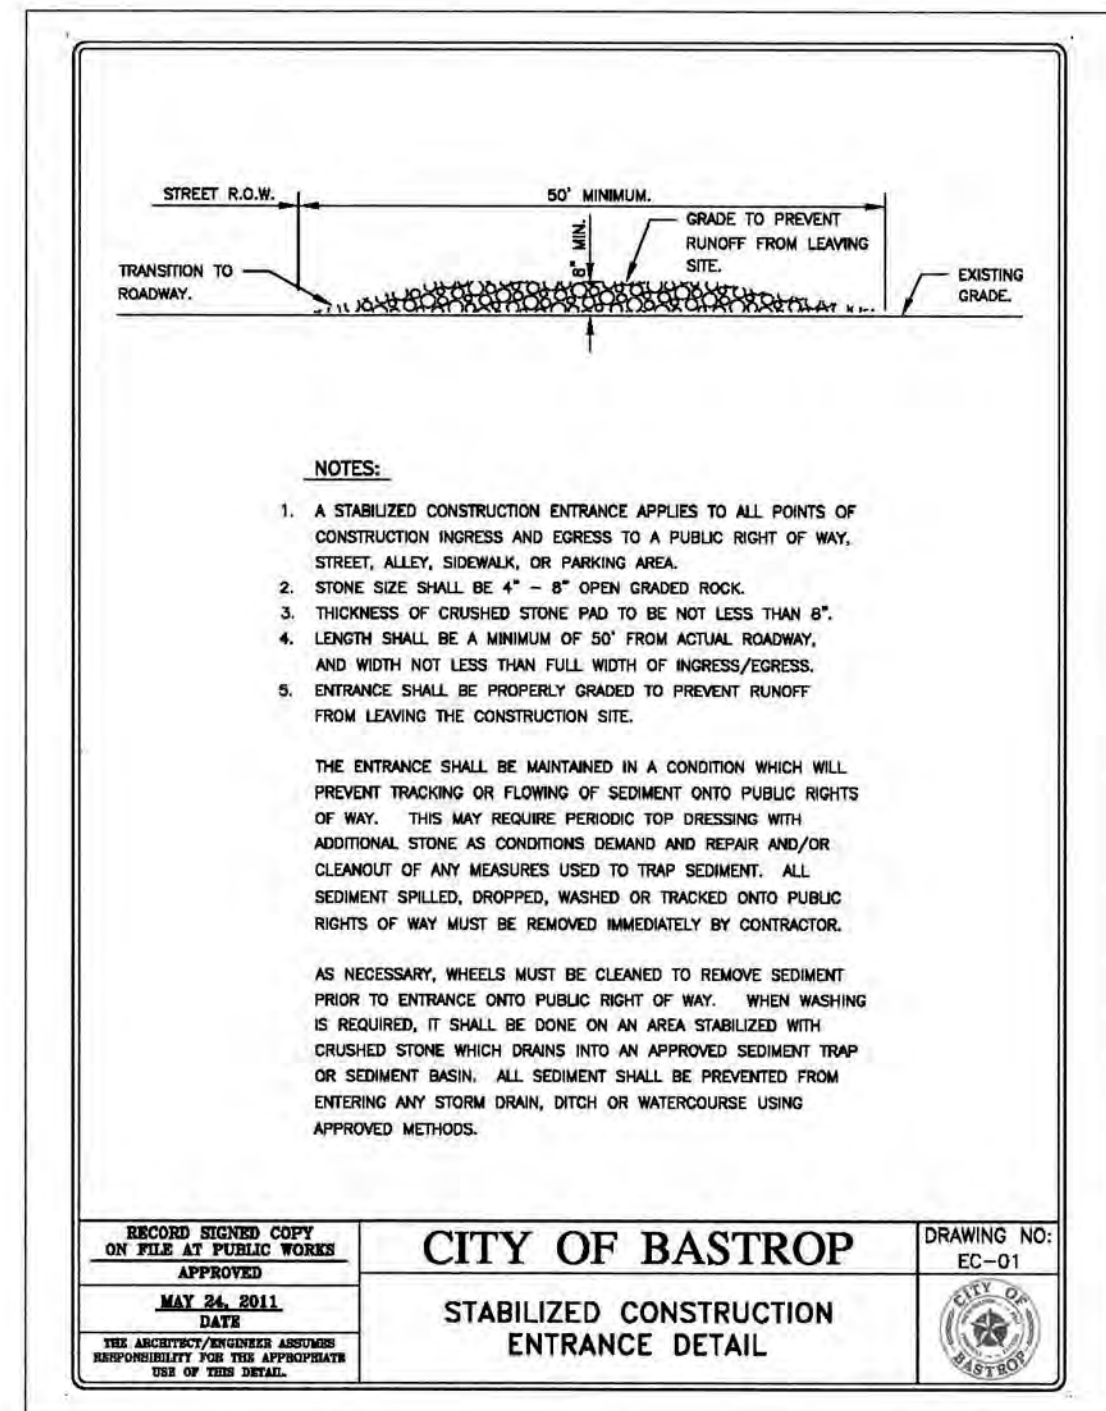 STREET R.O.W.
50' MINIMUM.
8" MIN.
GRADE TO PREVENT
RUNOFF FROM LEAVING
SITE.
TRANSITION TO
ROADWAY.
EXISTING
GRADE.
NOTES:
1. A STABILIZED CONSTRUCTION ENTRANCE APPLIES TO ALL POINTS OF
CONSTRUCTION INGRESS AND EGRESS TO A PUBLIC RIGHT OF WAY,
STREET, ALLEY, SIDEWALK, OR PARKING AREA.
2. STONE SIZE SHALL BE 4" - 8" OPEN GRADED ROCK.
3. THICKNESS OF CRUSHED STONE PAD TO BE NOT LESS THAN 8".
4. LENGTH SHALL BE A MINIMUM OF 50' FROM ACTUAL ROADWAY,
AND WIDTH NOT LESS THAN FULL WIDTH OF INGRESS/EGRESS.
5. ENTRANCE SHALL BE PROPERLY GRADED TO PREVENT RUNOFF
FROM LEAVING THE CONSTRUCTION SITE.
THE ENTRANCE SHALL BE MAINTAINED IN A CONDITION WHICH WILL
PREVENT TRACKING OR FLOWING OF SEDIMENT ONTO PUBLIC RIGHTS
OF WAY. THIS MAY REQUIRE PERIODIC TOP DRESSING WITH
ADDITIONAL STONE AS CONDITIONS DEMAND AND REPAIR AND/OR
CLEANOUT OF ANY MEASURES USED TO TRAP SEDIMENT. ALL
SEDIMENT SPILLED, DROPPED, WASHED OR TRACKED ONTO PUBLIC
RIGHTS OF WAY MUST BE REMOVED IMMEDIATELY BY CONTRACTOR.
AS NECESSARY, WHEELS MUST BE CLEANED TO REMOVE SEDIMENT
PRIOR TO ENTRANCE ONTO PUBLIC RIGHT OF WAY. WHEN WASHING
IS REQUIRED, IT SHALL BE DONE ON AN AREA STABILIZED WITH
CRUSHED STONE WHICH DRAINS INTO AN APPROVED SEDIMENT TRAP
OR SEDIMENT BASIN. ALL SEDIMENT SHALL BE PREVENTED FROM
ENTERING ANY STORM DRAIN, DITCH OR WATERCOURSE USING
APPROVED METHODS.
RECORD SIGNED COPY
ON FILE AT PUBLIC WORKS
APPROVED
MAY 24, 2011
DATE
THE ARCHITECT/ENGINEER ASSUMES
RESPONSIBILITY FOR THE APPROPRIATE
USE OF THIS DETAIL.
CITY OF BASTROP
STABILIZED CONSTRUCTION
ENTRANCE DETAIL
DRAWING NO:
EC-01
CITY OF
BASTROP